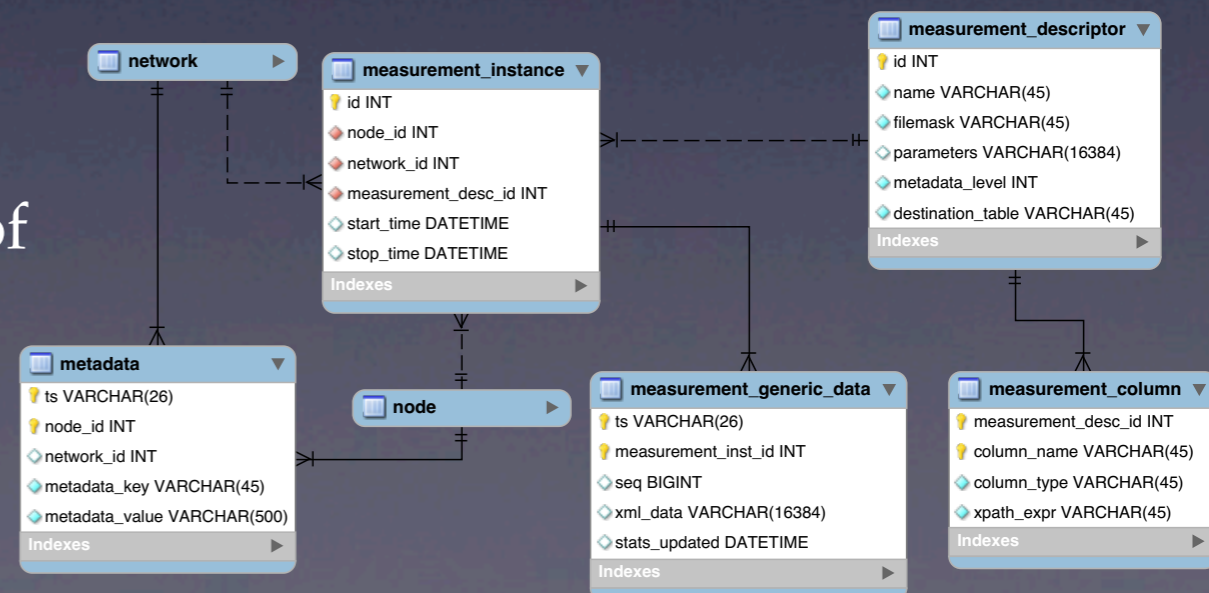 network
measurement_instance
id INT
node_id INT
network_id INT
measurement_desc_id INT
start_time DATETIME
stop_time DATETIME
Indexes
measurement_descriptor
id INT
name VARCHAR(45)
filemask VARCHAR(45)
parameters VARCHAR(16384)
metadata_level INT
destination_table VARCHAR(45)
Indexes
of
metadata
ts VARCHAR(26)
node_id INT
network_id INT
metadata_key VARCHAR(45)
metadata_value VARCHAR(500)
Indexes
node
measurement_generic_data
ts VARCHAR(26)
measurement_inst_id INT
seq BIGINT
xml_data VARCHAR(16384)
stats_updated DATETIME
Indexes
measurement_column
measurement_desc_id INT
column_name VARCHAR(45)
column_type VARCHAR(45)
xpath_expr VARCHAR(45)
Indexes